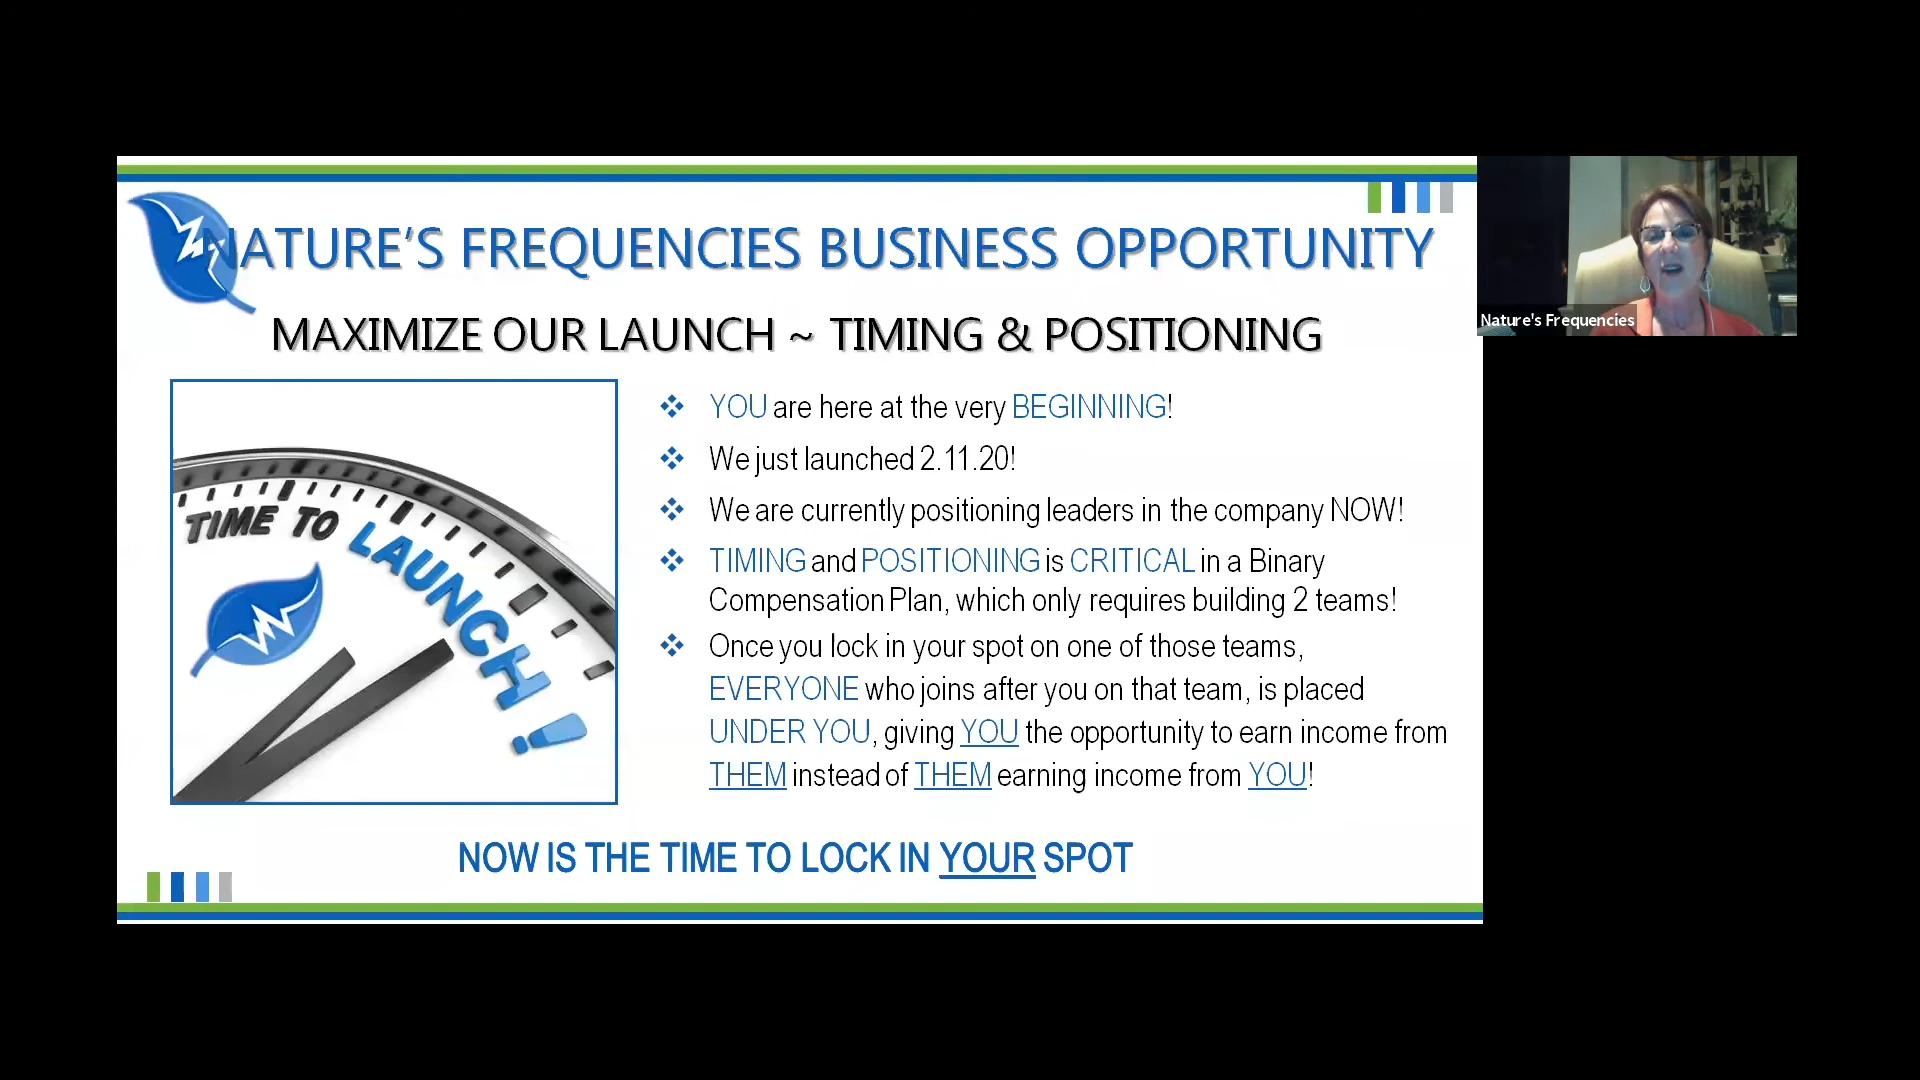 NATURE'S FREQUENCIES BUSINESS OPPORTUNITY
MAXIMIZE OUR LAUNCH ~ TIMING & POSITIONING
TIME TO LAUNCH!
YOU are here at the very BEGINNING!
We just launched 2.11.20!
We are currently positioning leaders in the company NOW!
TIMING and POSITIONING is CRITICAL in a Binary
Compensation Plan, which only requires building 2 teams!
Once you lock in your spot on one of those teams,
EVERYONE who joins after you on that team, is placed
UNDER YOU, giving YOU the opportunity to earn income from
THEM instead of THEM earning income from YOU!
NOW IS THE TIME TO LOCK IN YOUR SPOT
Nature's Frequencies